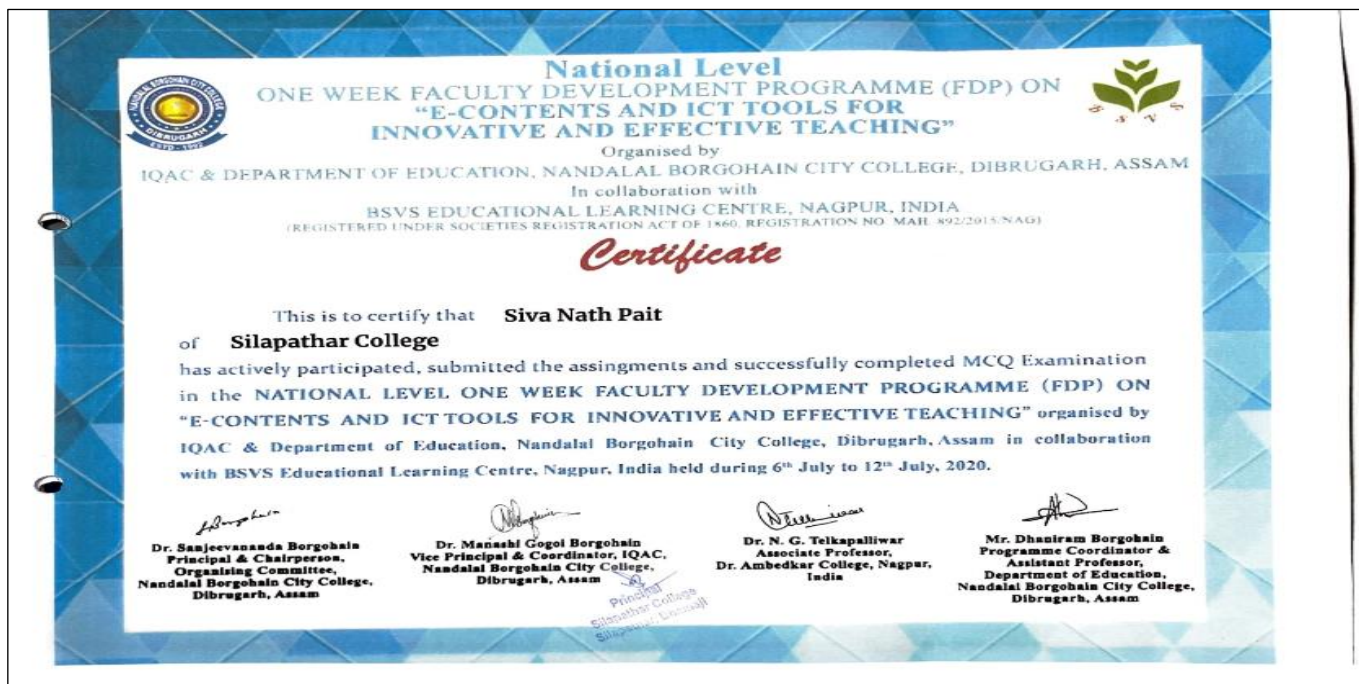 National Level
ONE WEEK FACULTY DEVELOPMENT PROGRAMME (FDP) ON
"E-CONTENTS AND ICT TOOLS FOR
INNOVATIVE AND EFFECTIVE TEACHING"
Organised by
IQAC & DEPARTMENT OF EDUCATION, NANDALAL BORGOHAIN CITY COLLEGE, DIBRUGARH, ASSAM
In collaboration with
BSVS EDUCATIONAL LEARNING CENTRE, NAGPUR, INDIA
(REGISTERED UNDER SOCIETIES REGISTRATION ACT OF 1860, REGISTRATION NO. MAH. 892/2015/NAG)
NANDALAL BORGOHAIN CITY COLLEGE
DIBRUGARH
ESTD - 1992
B S V S
Certificate
This is to certify that Siva Nath Pait
of Silapathar College
has actively participated, submitted the assingments and successfully completed MCQ Examination
in the NATIONAL LEVEL ONE WEEK FACULTY DEVELOPMENT PROGRAMME (FDP) ON
"E-CONTENTS AND ICT TOOLS FOR INNOVATIVE AND EFFECTIVE TEACHING" organised by
IQAC & Department of Education, Nandalal Borgohain City College, Dibrugarh, Assam in collaboration
with BSVS Educational Learning Centre, Nagpur, India held during 6th July to 12th July, 2020.
Dr. Sanjeevananda Borgohain
Principal & Chairperson,
Organising Committee,
Nandalal Borgohain City College,
Dibrugarh, Assam
Dr. Manashi Gogoi Borgohain
Vice Principal & Coordinator, IQAC,
Nandalal Borgohain City College,
Dibrugarh, Assam
Dr. N. G. Telkapalliwar
Associate Professor,
Dr. Ambedkar College, Nagpur,
India
Mr. Dhaniram Borgohain
Programme Coordinator &
Assistant Professor,
Department of Education,
Nandalal Borgohain City College,
Dibrugarh, Assam
Principal
Silapathar College